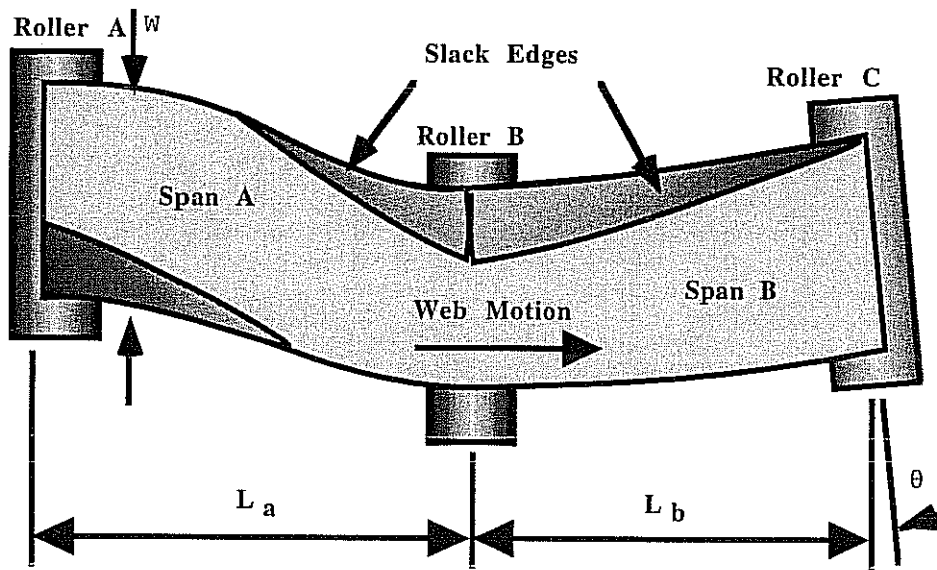 Roller A
W
Slack Edges
Roller C
Roller B
Span A
Span B
Web Motion
θ
L a
L b